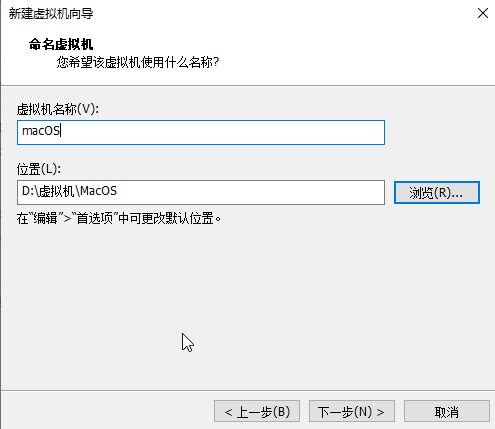 新建虚拟机向导
命名虚拟机
您希望该虚拟机使用什么名称?
虚拟机名称(V):
macOS
位置(L):
D:\虚拟机\MacOS
浏览(R)...
在“编辑”>“首选项”中可更改默认位置。
< 上一步(B)
下一步(N) >
取消